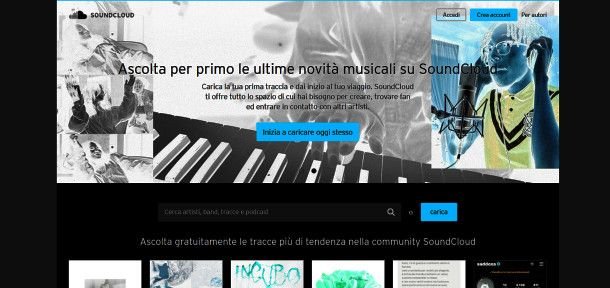 SOUNDCLOUD
Accedi
Crea account
Per autori
Ascolta per primo le ultime novità musicali su SoundCloud
Carica la tua prima traccia e dai inizio al tuo viaggio. SoundCloud
ti offre tutto lo spazio di cui hai bisogno per creare, trovare fan
ed entrare in contatto con altri artisti.
Inizia a caricare oggi stesso
Cerca artisti, band, tracce e podcast
o
carica
Ascolta gratuitamente le tracce più di tendenza nella community SoundCloud
INCUBO